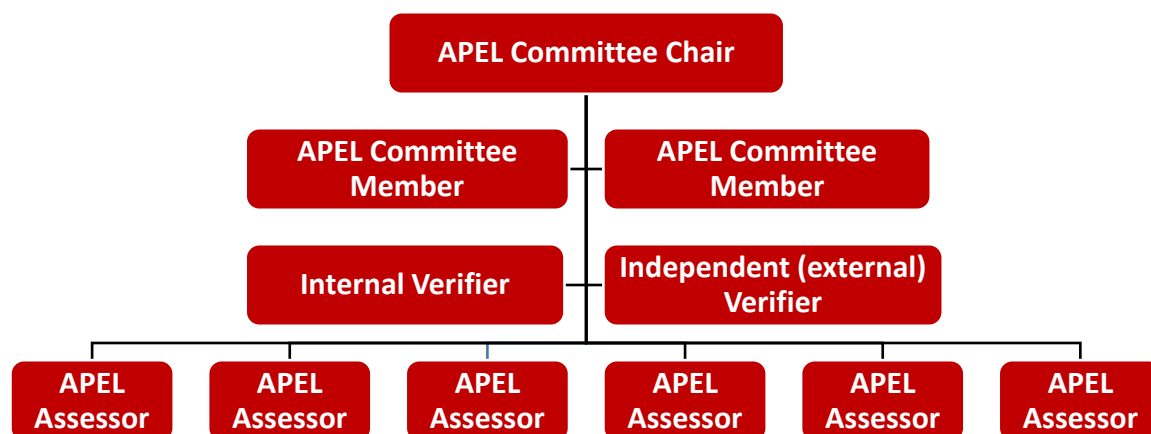 APEL Committee Chair
APEL Committee
Member
APEL Committee
Member
Internal Verifier
Independent (external)
Verifier
APEL
Assessor
APEL
Assessor
APEL
Assessor
APEL
Assessor
APEL
Assessor
APEL
Assessor